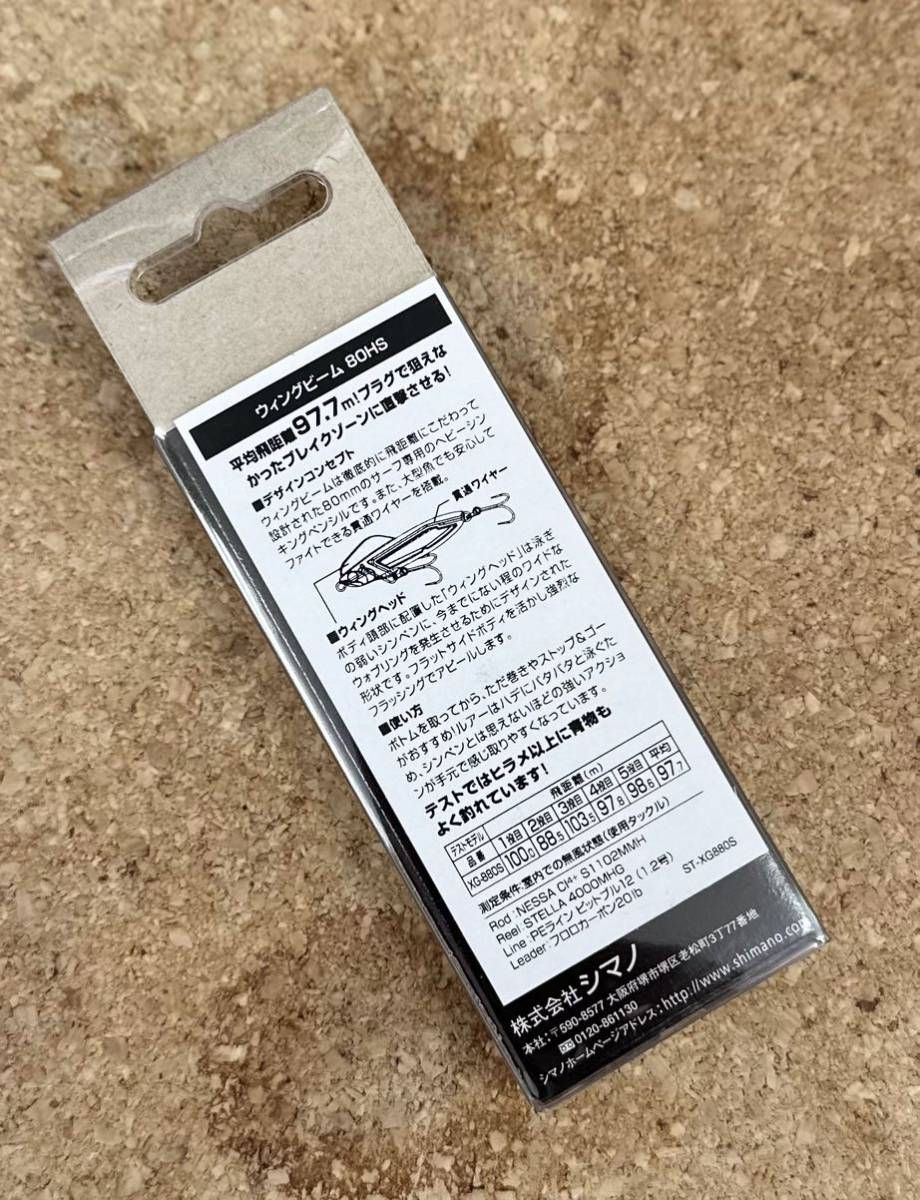 ウィングビーム 80HS
平均飛距離97.7m!プラグで狙えな
かったブレイクゾーンに直撃させる!
■デザインコンセプト
ウィングビームは徹底的に飛距離にこだわって
設計された80mmのサーフ専用のヘビーシン
キングペンシルです。また、大型魚でも安心して
ファイトできる貫通ワイヤーを搭載。
貫通ワイヤー
■ウィングヘッド
ボディ頭部に配置した「ウィングヘッド」は泳ぎ
の弱いシンペンに、今までにない程のワイドな
ウォブリングを発生させるためにデザインされた
形状です。フラットサイドボディを活かし強烈な
フラッシングでアピールします。
■使い方
ボトムを取ってから、ただ巻きやストップ&ゴー
がおすすめ!ルアーはハデにバタバタと泳ぐた
め、シンペンとは思えないほどの強いアクショ
ンが手元で感じ取りやすくなっています。
テストではヒラメ以上に青物も
よく釣れています!
テストモデル 飛距離(m)
品番 1投目 2投目 3投目 4投目 5投目 平均
XG-880S 100.0 88.5 103.5 97.8 98.6 97.7
測定条件:室内での無風状態(使用タックル)
Rod : NESSA CI4+ S1102MMH
Reel : STELLA 4000MHG
Line : PEライン ピットブル12 (1.2号)
Leader : フロロカーボン20lb
ST-XG880S
株式会社シマノ
本社:〒590-8577 大阪府堺市堺区老松町3丁77番地
0120-861130
シマノホームページアドレス:http://www.shimano.com